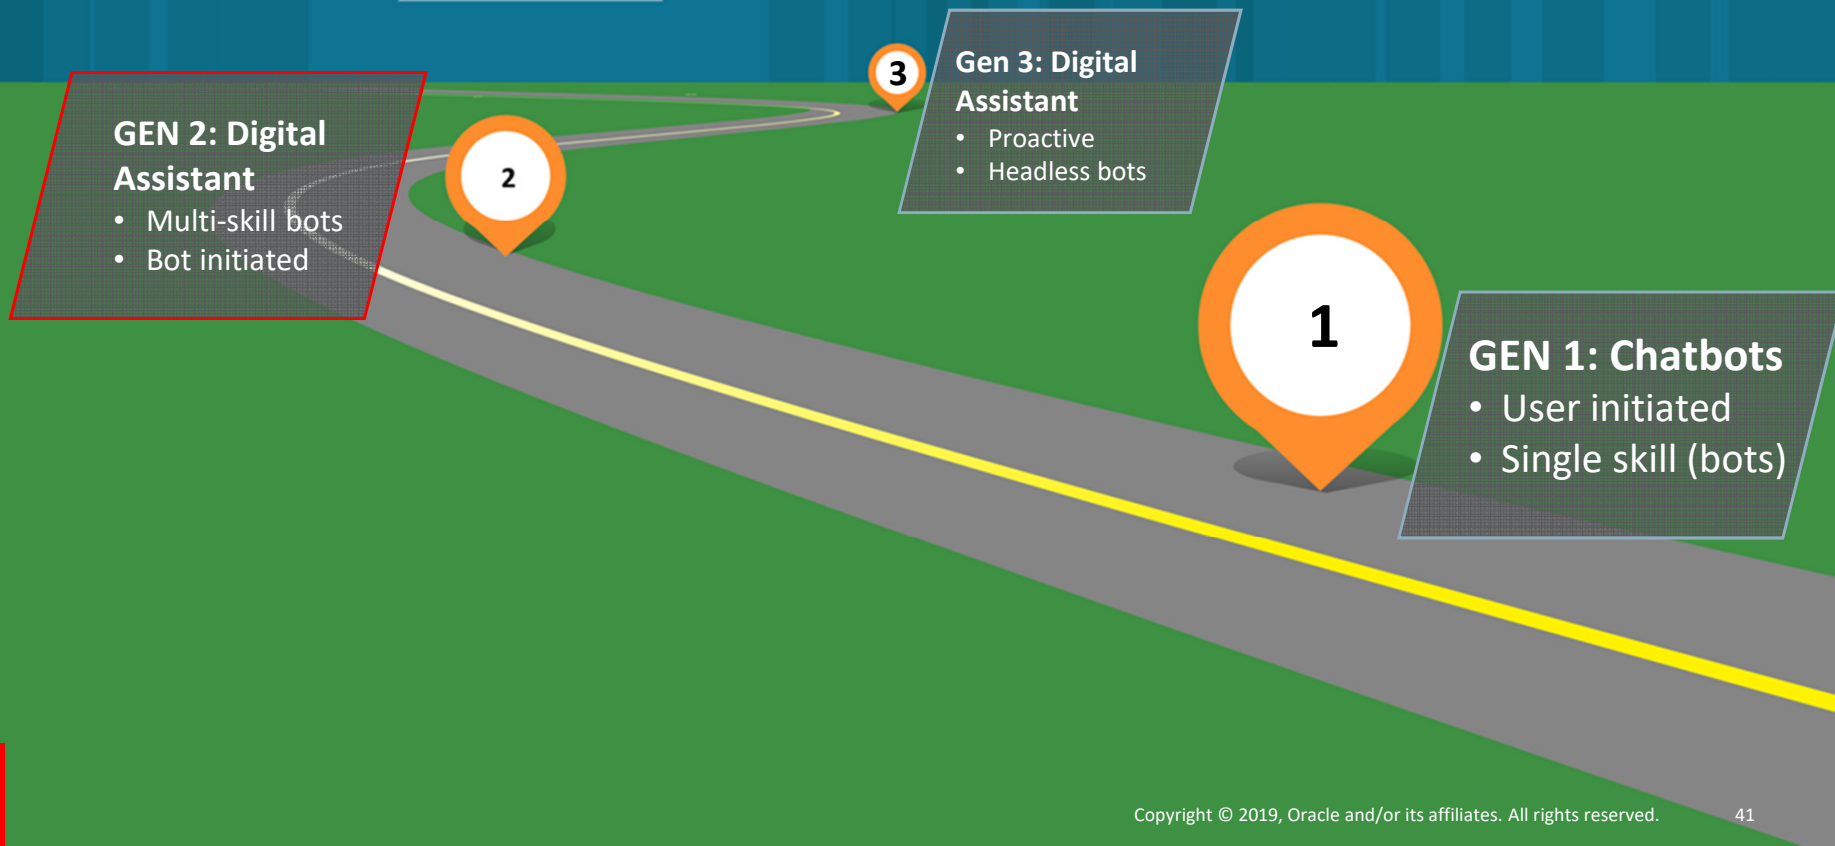 3
Gen 3: Digital
Assistant
• Proactive
• Headless bots
GEN 2: Digital
Assistant
• Multi-skill bots
• Bot initiated
2
1
GEN 1: Chatbots
• User initiated
• Single skill (bots)
Copyright © 2019, Oracle and/or its affiliates. All rights reserved. 41